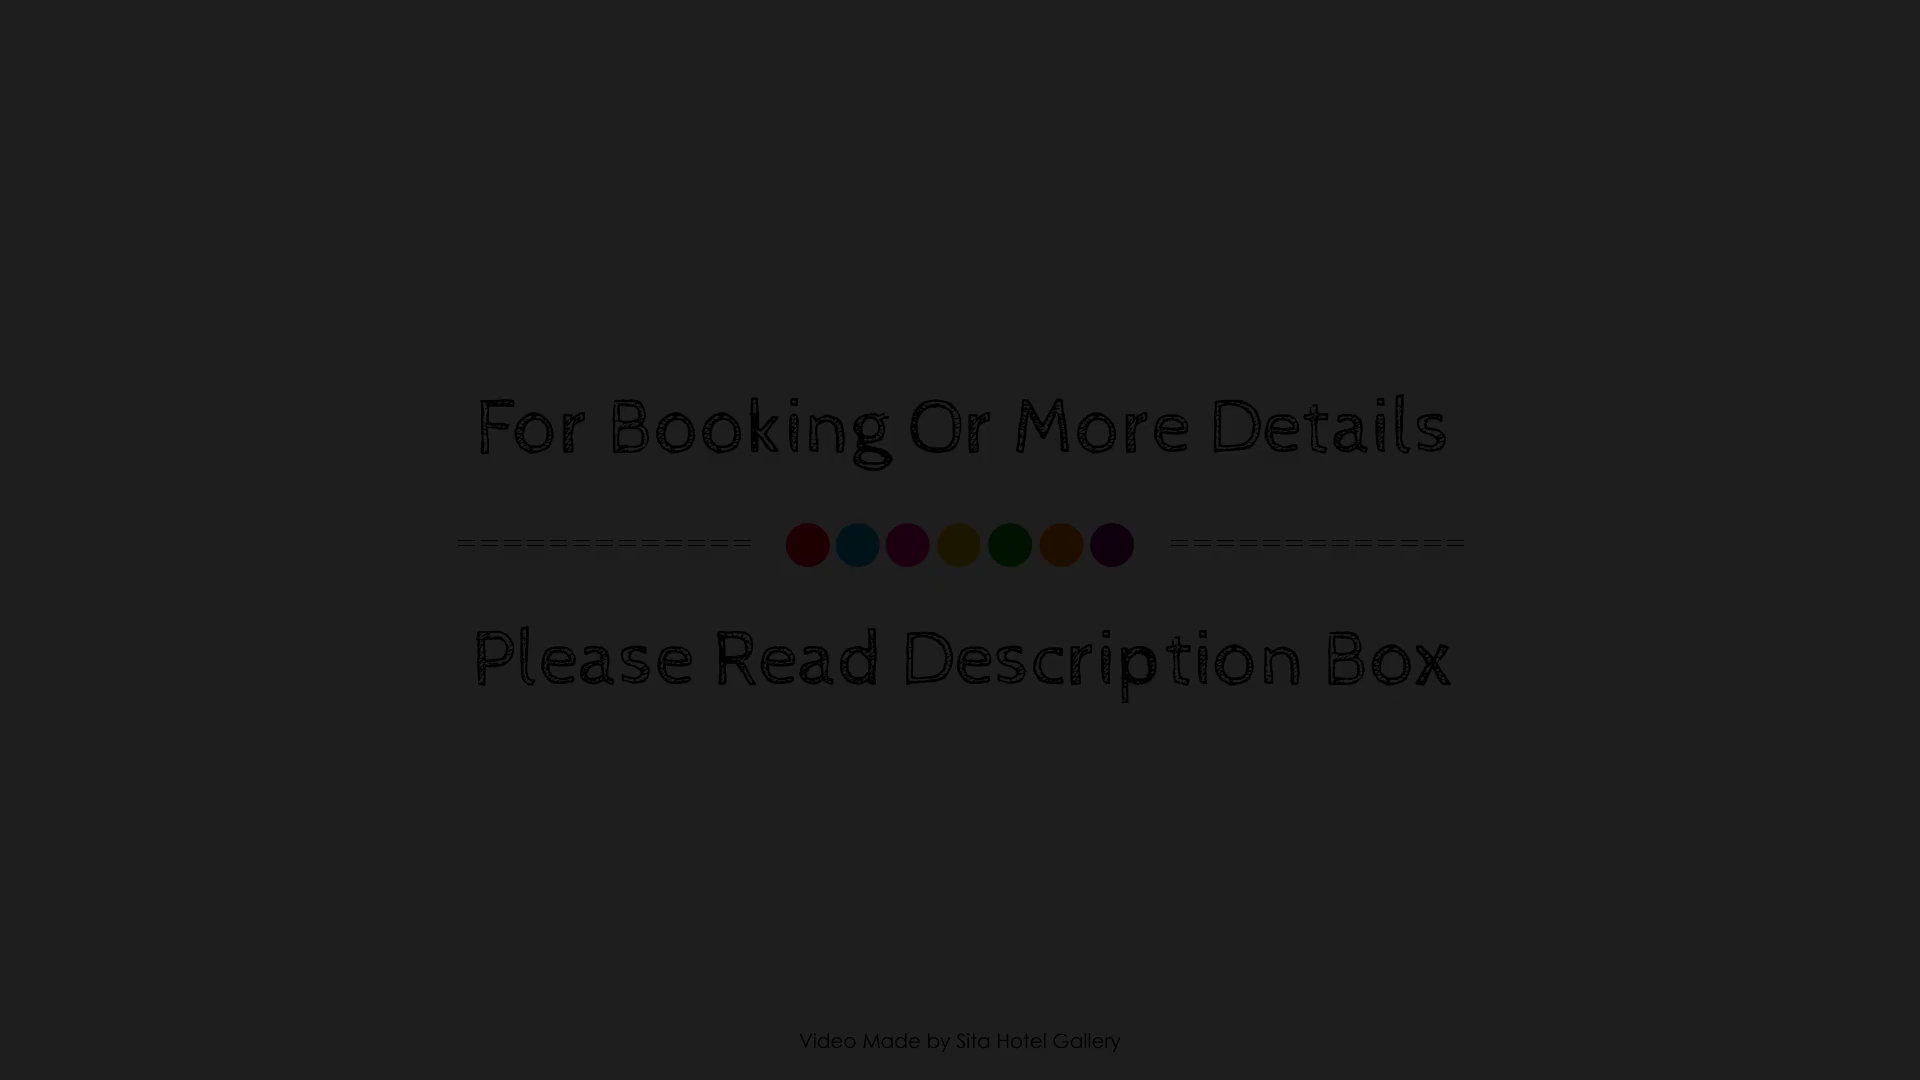 For Booking Or More Details
============= =============
Please Read Description Box
Video Made by Sita Hotel Gallery